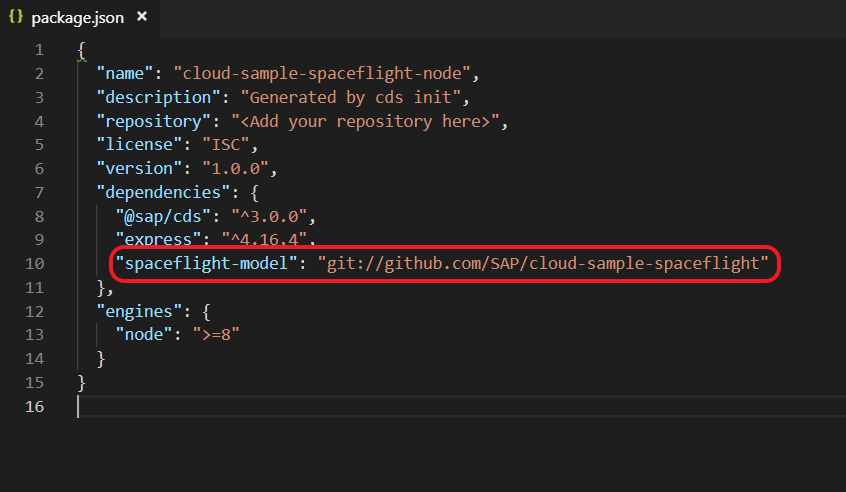 {} package.json ×
1 {
2 "name": "cloud-sample-spaceflight-node",
3 "description": "Generated by cds init",
4 "repository": "<Add your repository here>",
5 "license": "ISC",
6 "version": "1.0.0",
7 "dependencies": {
8 "@sap/cds": "^3.0.0",
9 "express": "^4.16.4",
10 "spaceflight-model": "git://github.com/SAP/cloud-sample-spaceflight"
11 },
12 "engines": {
13 "node": ">=8"
14 }
15 }
16